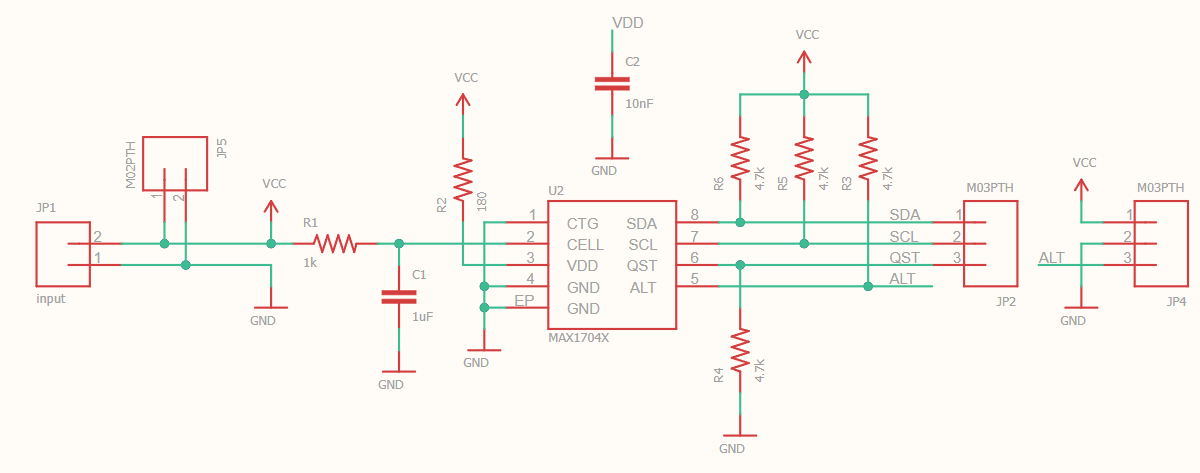 VDD
C2
10nF
GND
VCC
R6
4.7k
R5
4.7k
R3
4.7k
VCC
R2
180
M02PTH
JP5
1
2
JP1
2
1
input
VCC
GND
R1
1k
C1
1uF
GND
U2
1
2
3
4
EP
CTG
CELL
VDD
GND
GND
SDA
SCL
QST
ALT
8
7
6
5
MAX1704X
GND
R4
4.7k
GND
SDA
SCL
QST
ALT
M03PTH
1
2
3
JP2
VCC
ALT
GND
M03PTH
1
2
3
JP4